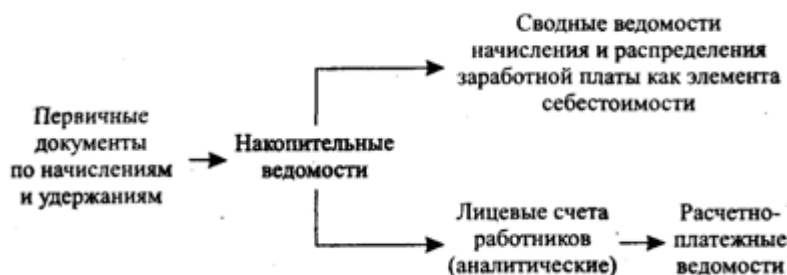 Сводные ведомости
начисления и распределения
заработной платы как элемента
себестоимости
Первичные
документы
по начислениям
и удержаниям
Накопительные
ведомости
Лицевые счета
работников
(аналитические)
Расчетно-
платежные
ведомости